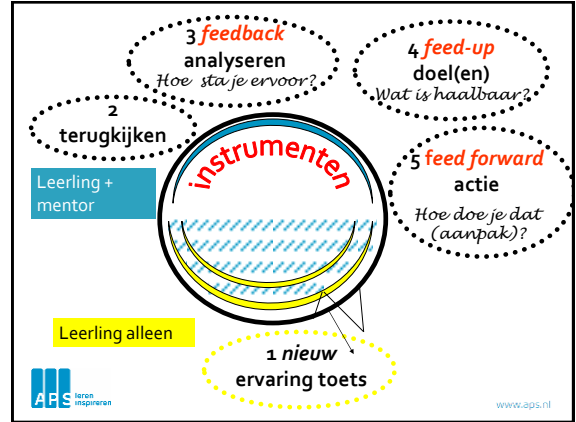 3 feedback
analyseren
Hoe sta je ervoor?
4 feed-up
doel(en)
Wat is haalbaar?
2
terugkijken
instrumenten
5 feed forward
actie
Hoe doe je dat
(aanpak)?
Leerling +
mentor
Leerling alleen
1 nieuw
ervaring toets
APS
leren
inspireren
www.aps.nl